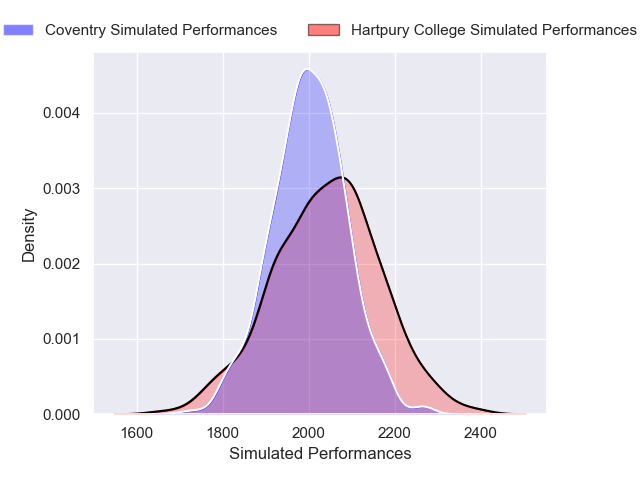 Coventry Simulated Performances Hartpury College Simulated Performances
0.004
0.003
Density
0.002
0.001
0.000
1600 1800 2000 2200 2400
Simulated Performances